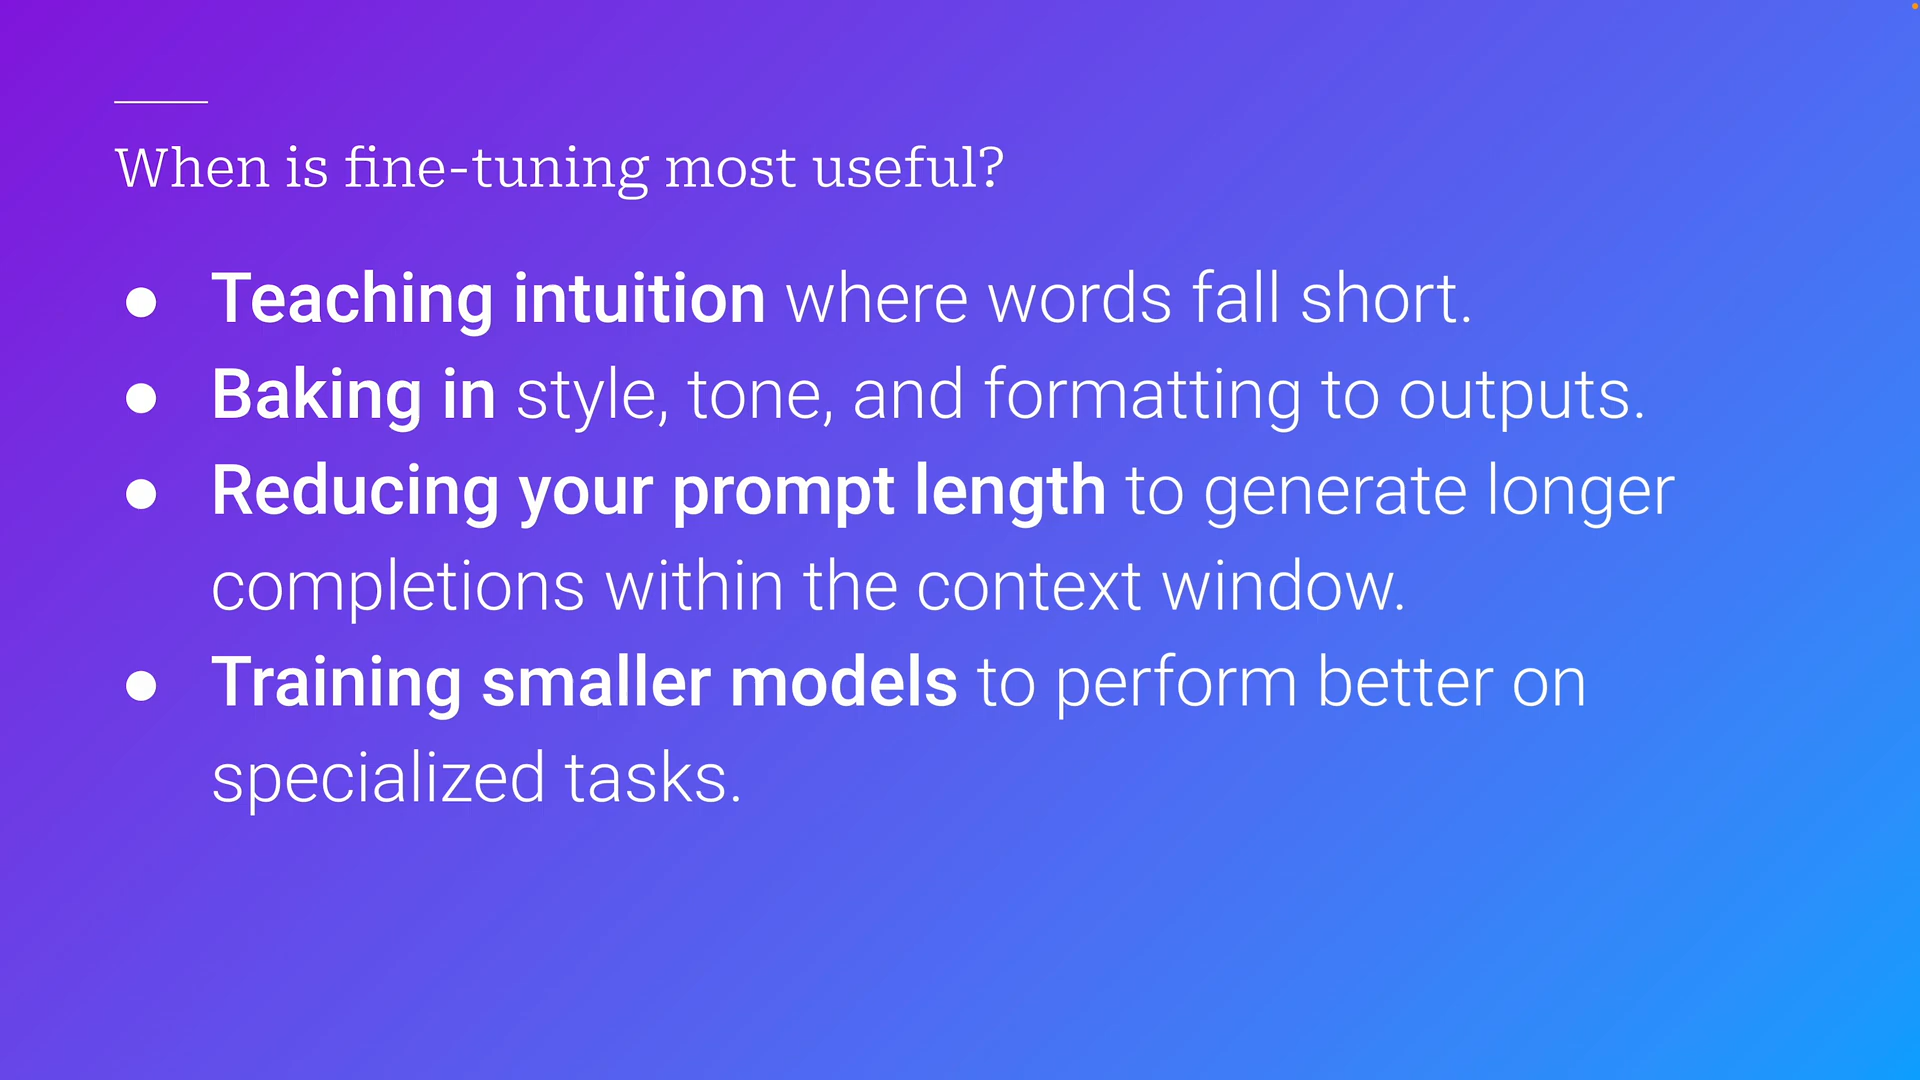 When is fine-tuning most useful?
● Teaching intuition where words fall short.
● Baking in style, tone, and formatting to outputs.
● Reducing your prompt length to generate longer
completions within the context window.
● Training smaller models to perform better on
specialized tasks.